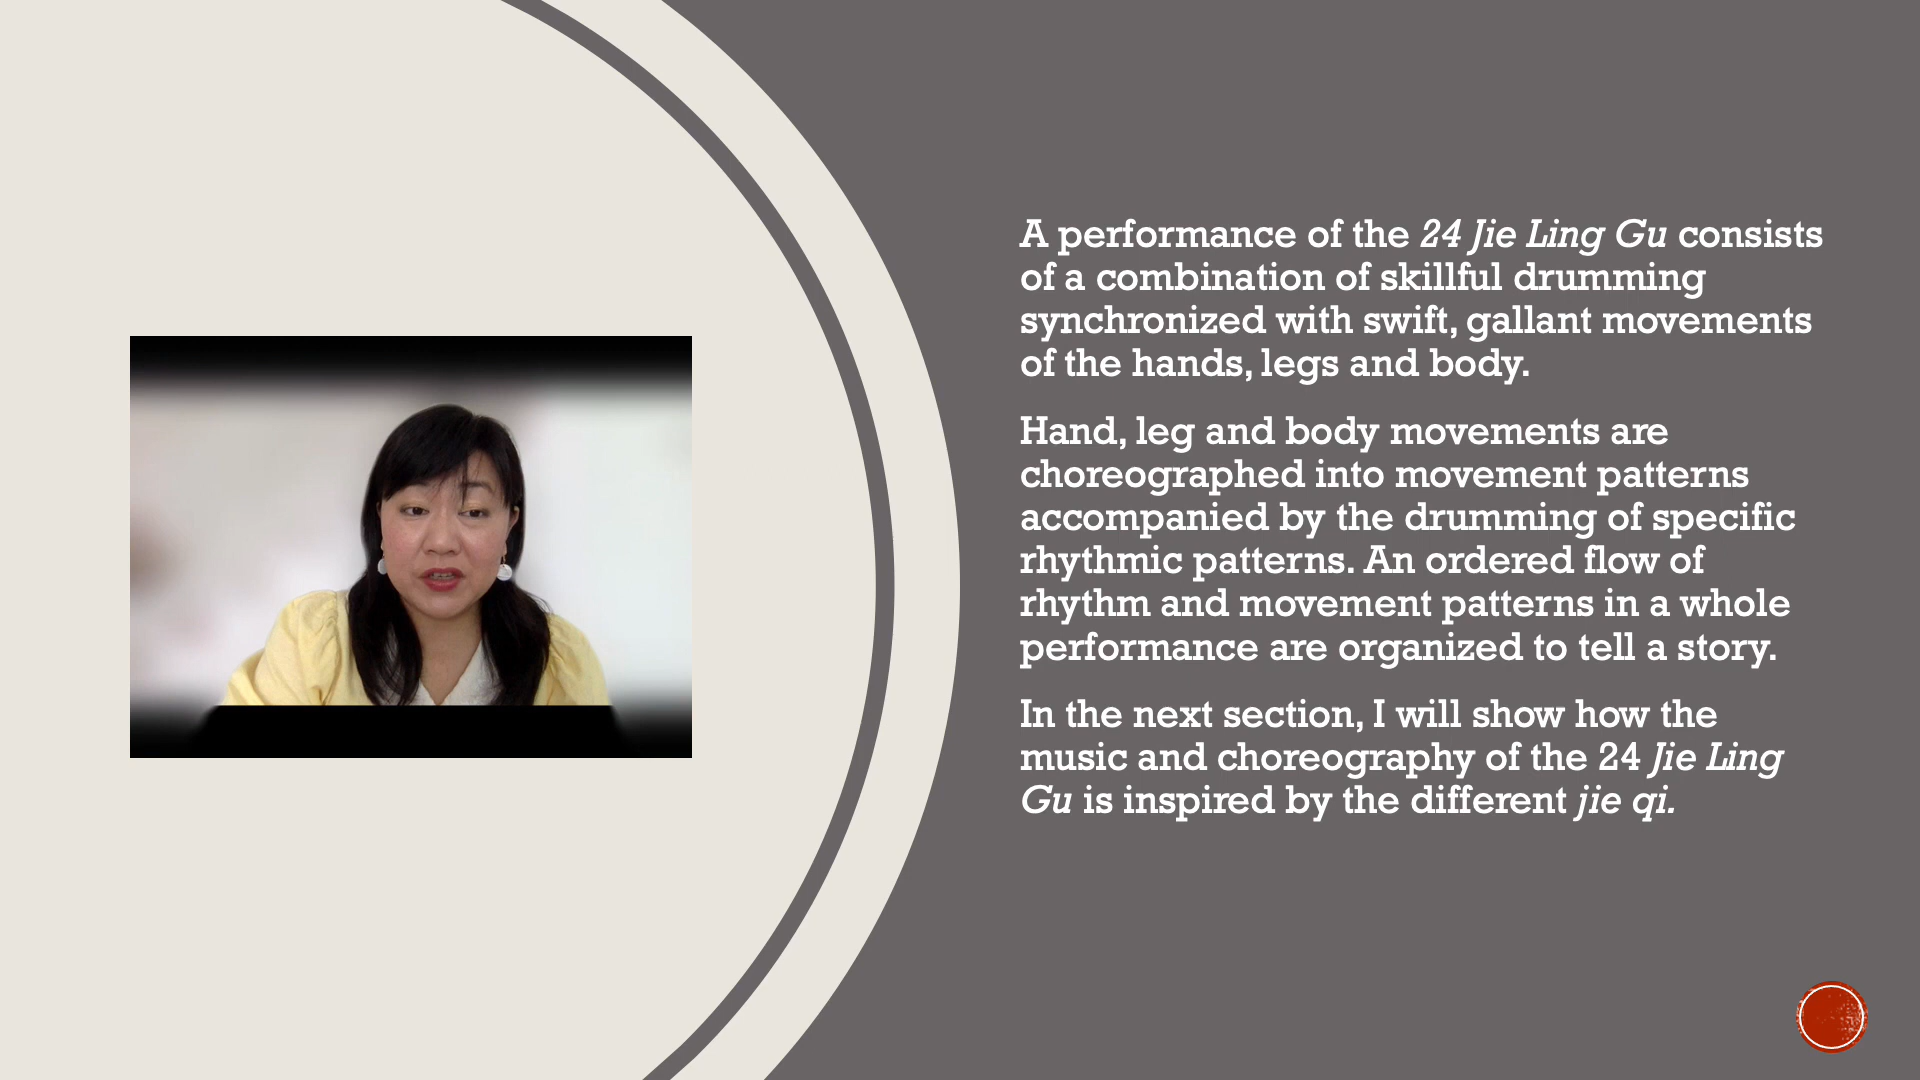 A performance of the 24 Jie Ling Gu consists
of a combination of skillful drumming
synchronized with swift, gallant movements
of the hands, legs and body.
Hand, leg and body movements are
choreographed into movement patterns
accompanied by the drumming of specific
rhythmic patterns. An ordered flow of
rhythm and movement patterns in a whole
performance are organized to tell a story.
In the next section, I will show how the
music and choreography of the 24 Jie Ling
Gu is inspired by the different jie qi.